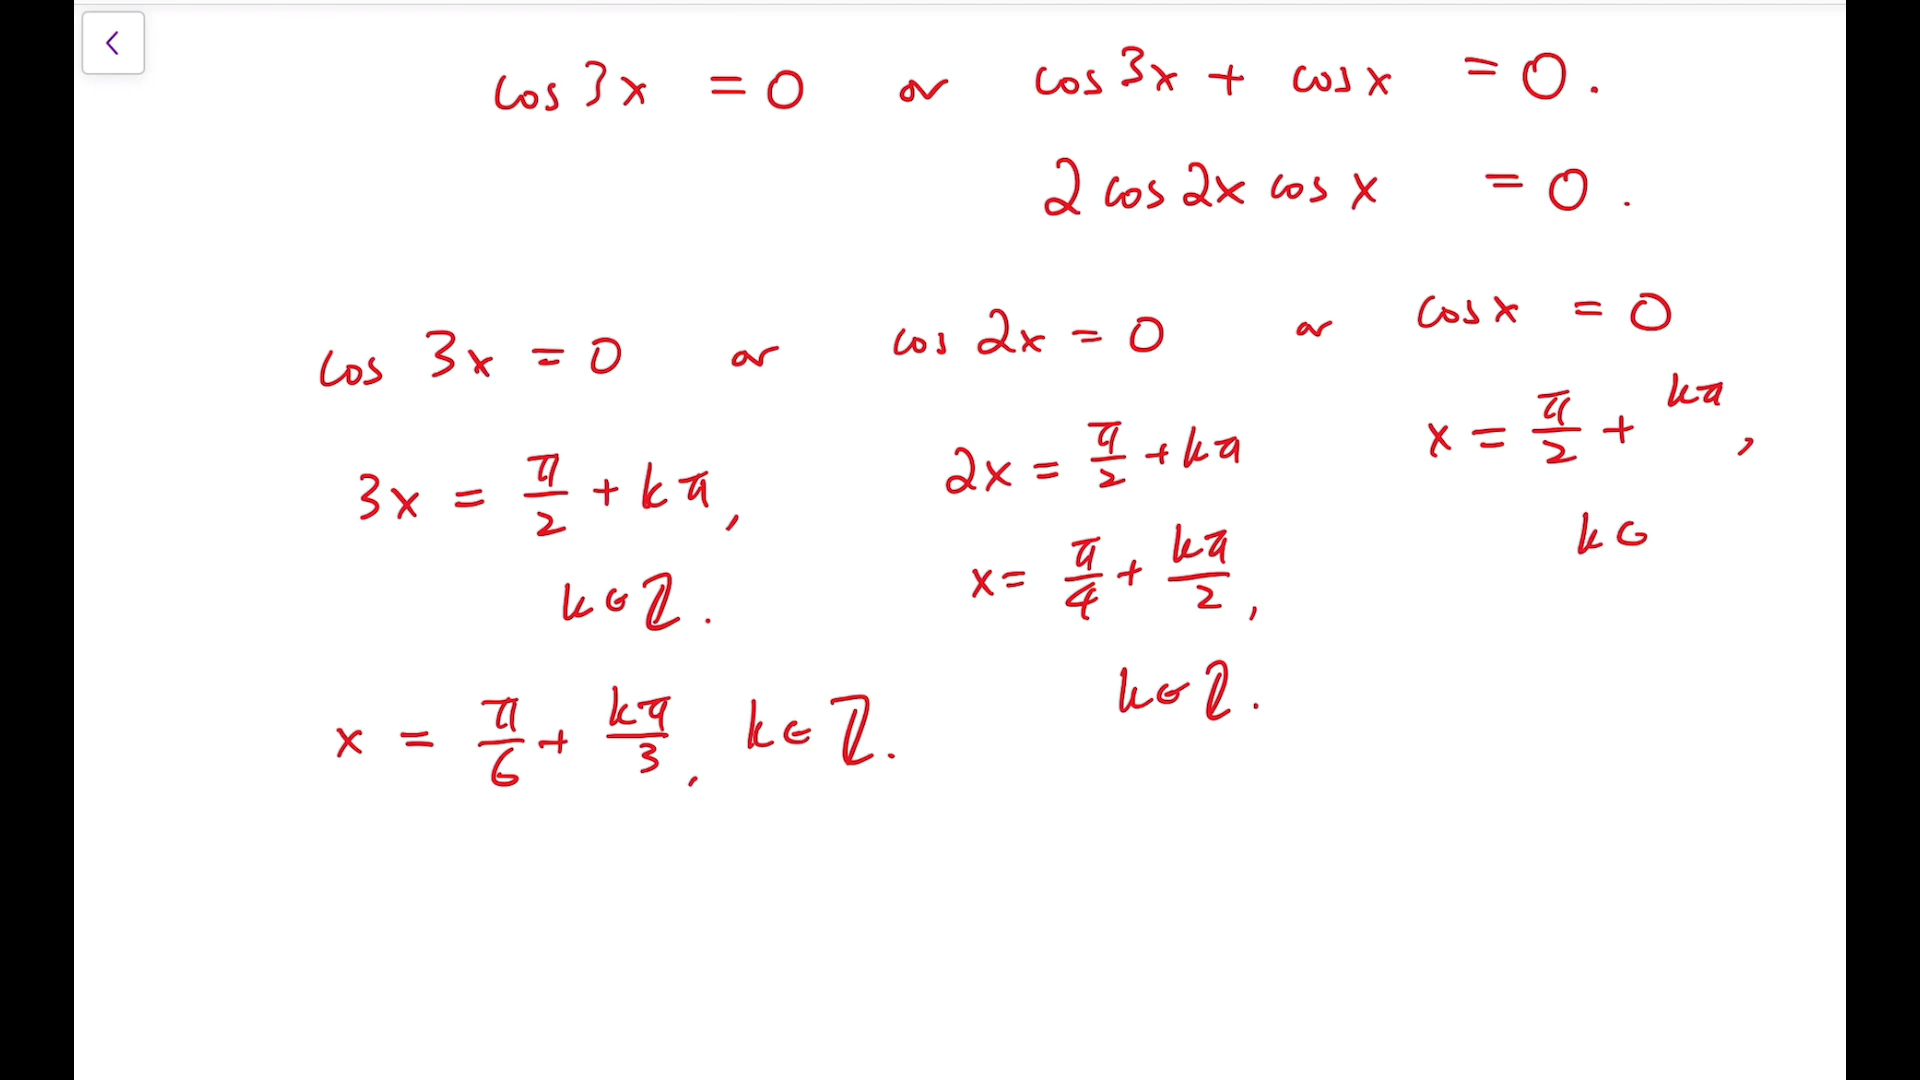 cos 3x = 0 or cos 3x + cos x = 0.
2 cos 2x cos x = 0.
cos 3x = 0 or cos 2x = 0 or cos x = 0
3x = π/2 + kπ, 2x = π/2 + kπ x = π/2 + kπ,
k ∈ ℤ. x = π/4 + kπ/2, k ∈
x = π/6 + kπ/3, k ∈ ℤ. k ∈ ℤ.